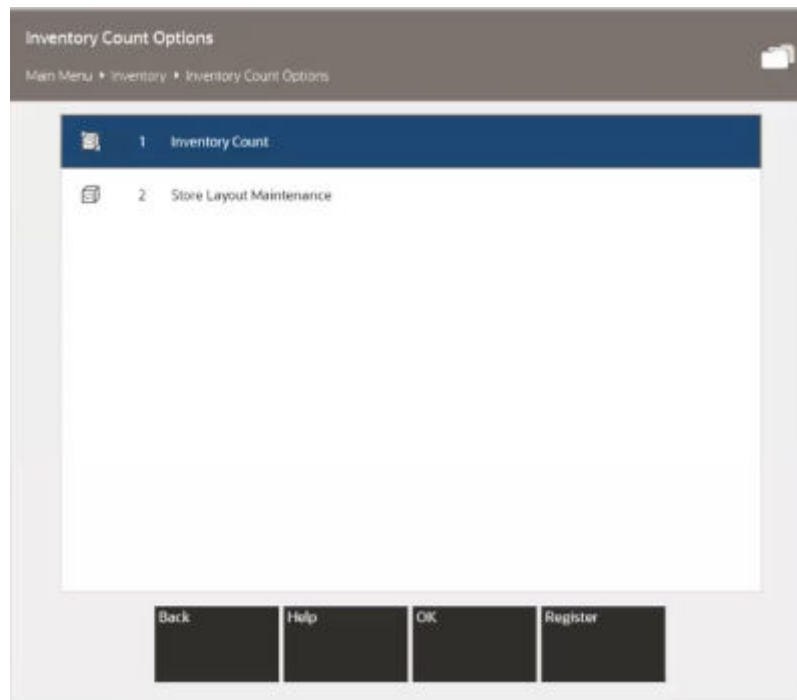 Inventory Count Options
Main Menu ▸ Inventory ▸ Inventory Count Options
1 Inventory Count
2 Store Layout Maintenance
Back Help OK Register